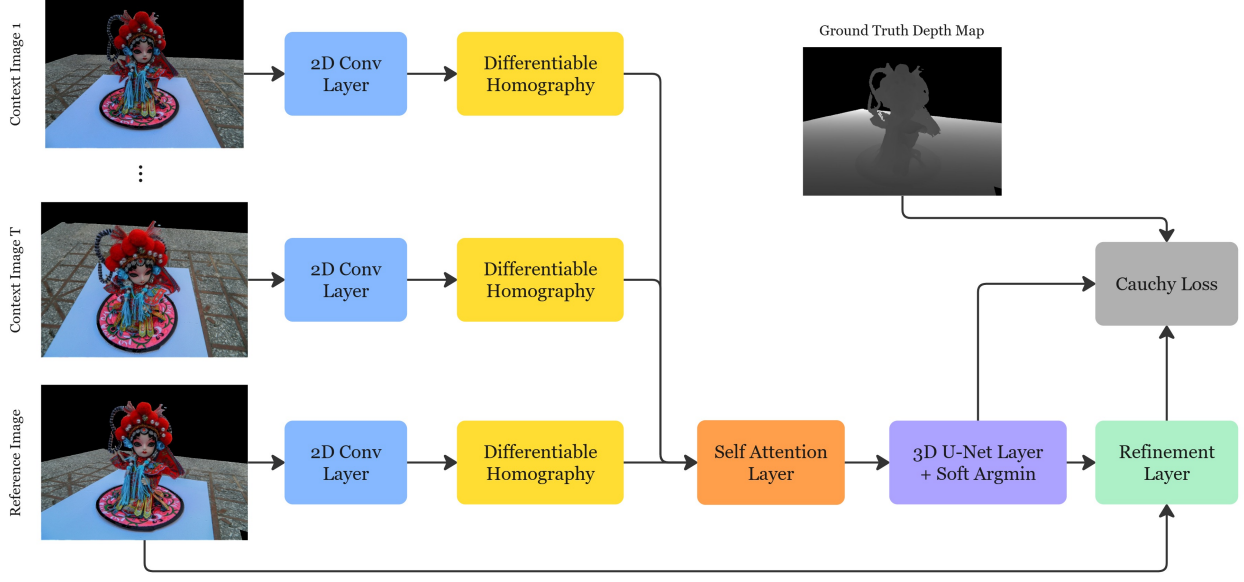 Context Image 1
2D Conv
Layer
Differentiable
Homography
Ground Truth Depth Map
Context Image T
2D Conv
Layer
Differentiable
Homography
Cauchy Loss
Reference Image
2D Conv
Layer
Differentiable
Homography
Self Attention
Layer
3D U-Net Layer
+ Soft Argmin
Refinement
Layer